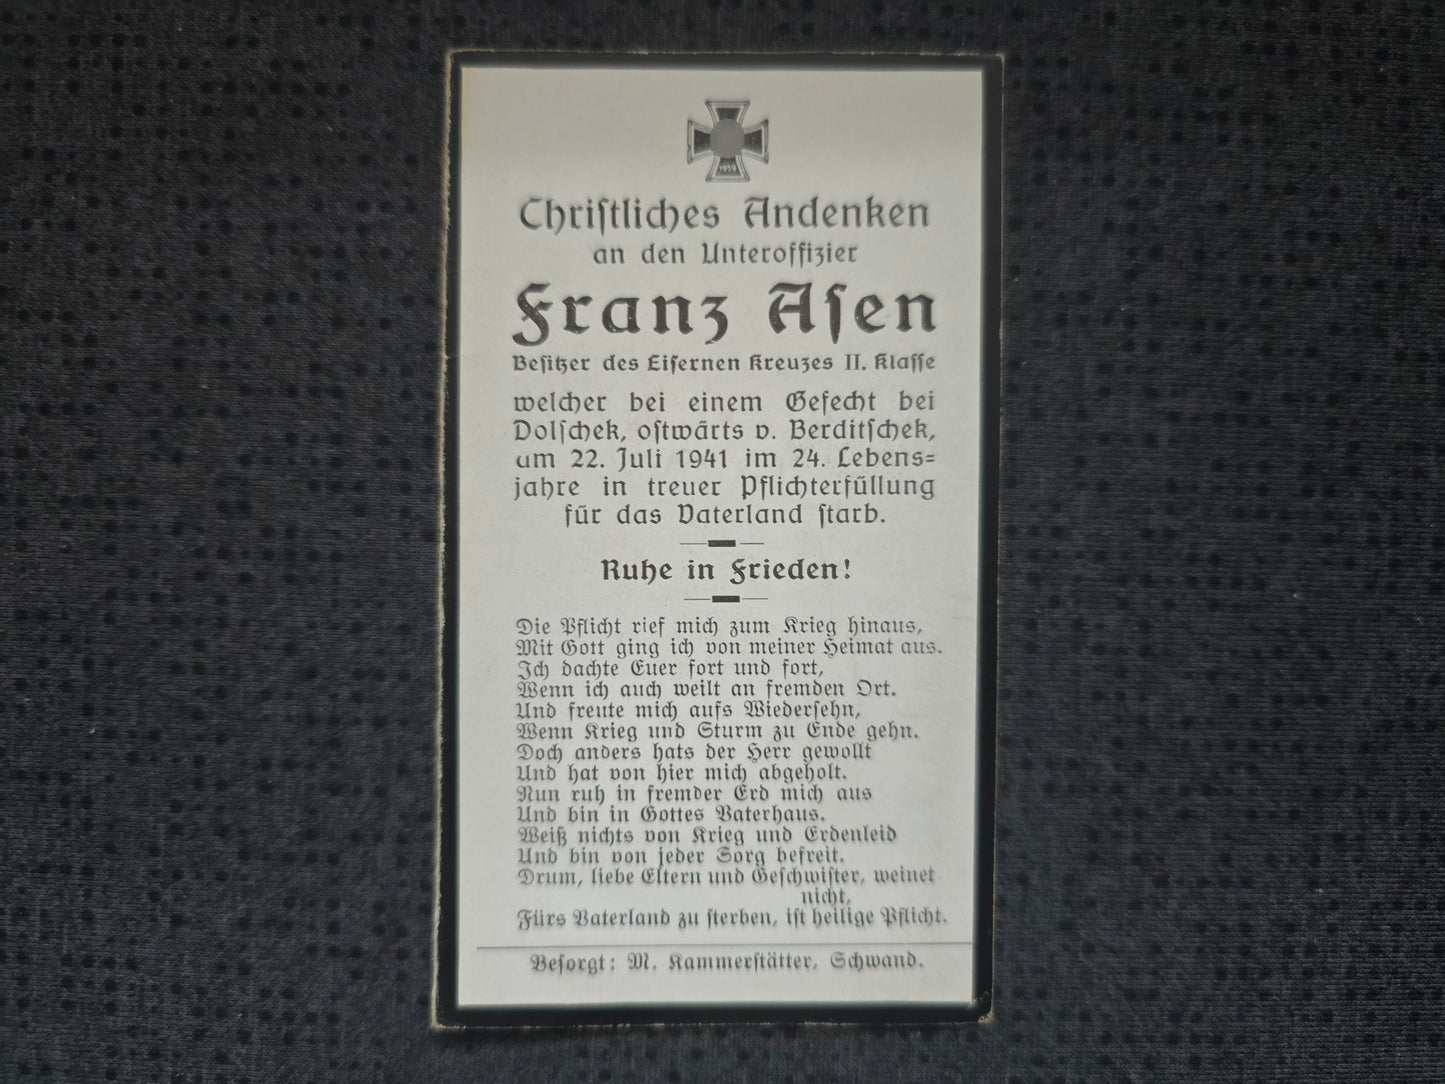 1939
Christliches Andenken
an den Unteroffizier
Franz Asen
Besitzer des Eisernen Kreuzes II. Klasse
welcher bei einem Gefecht bei
Dolschek, ostwärts v. Berditschek,
am 22. Juli 1941 im 24. Lebens=
jahre in treuer Pflichterfüllung
für das Vaterland starb.
Ruhe in Frieden!
Die Pflicht rief mich zum Krieg hinaus,
Mit Gott ging ich von meiner Heimat aus.
Ich dachte Euer fort und fort,
Wenn ich auch weilt an fremden Ort.
Und freute mich aufs Wiedersehn,
Wenn Krieg und Sturm zu Ende gehn.
Doch anders hats der Herr gewollt
Und hat von hier mich abgeholt.
Nun ruh in fremder Erd mich aus
Und bin in Gottes Vaterhaus.
Weiß nichts von Krieg und Erdenleid
Und bin von jeder Sorg befreit.
Drum, liebe Eltern und Geschwister, weinet
nicht,
Fürs Vaterland zu sterben, ist heilige Pflicht.
Besorgt: M. Kammerstätter, Schwand.